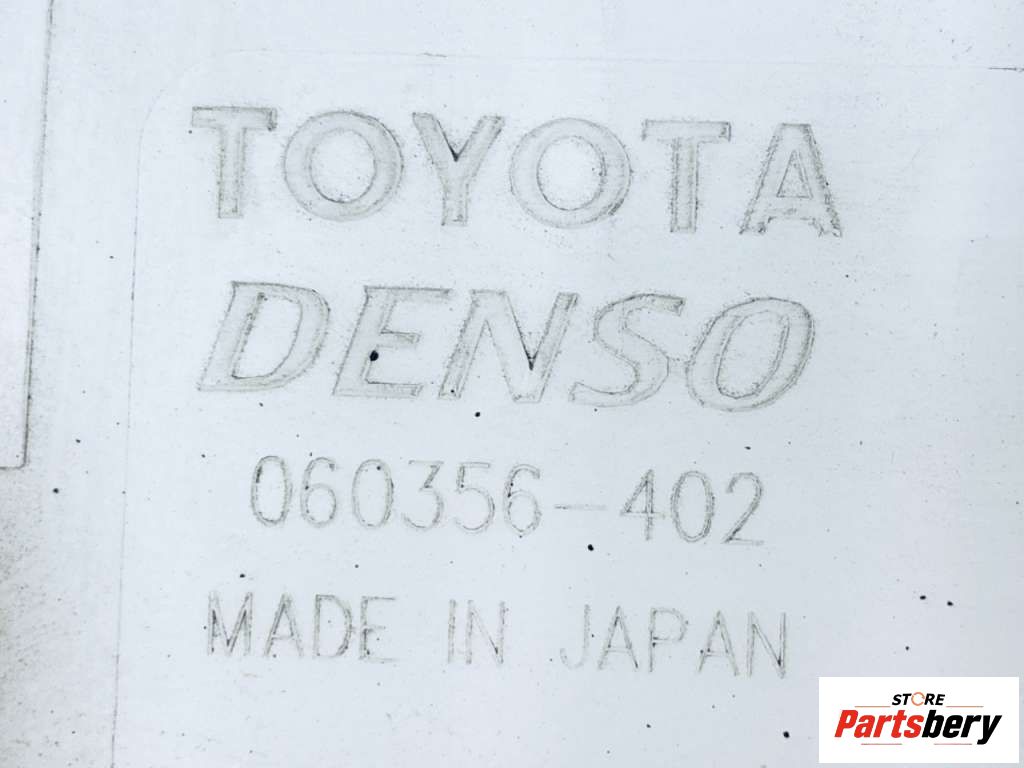 TOYOTA
DENSO
060356-402
MADE IN JAPAN
STORE
Partsbery